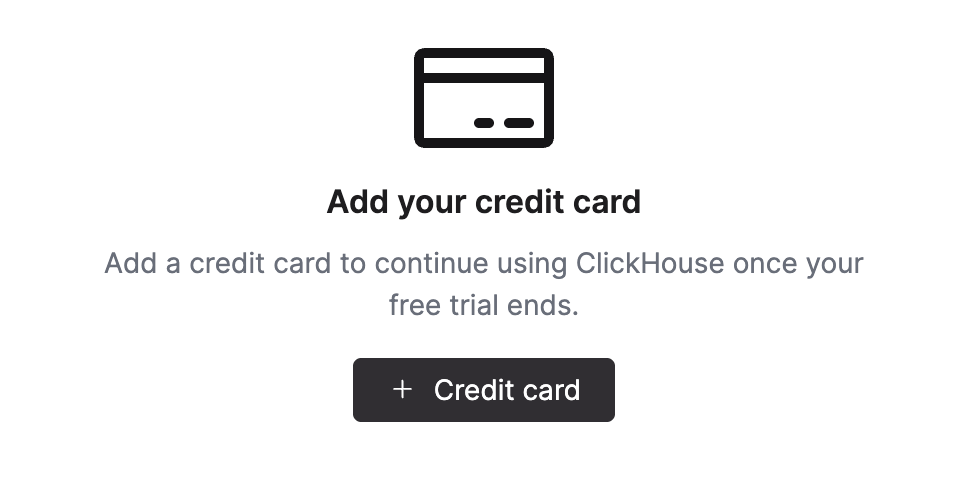 Add your credit card
Add a credit card to continue using ClickHouse once your
free trial ends.
+ Credit card